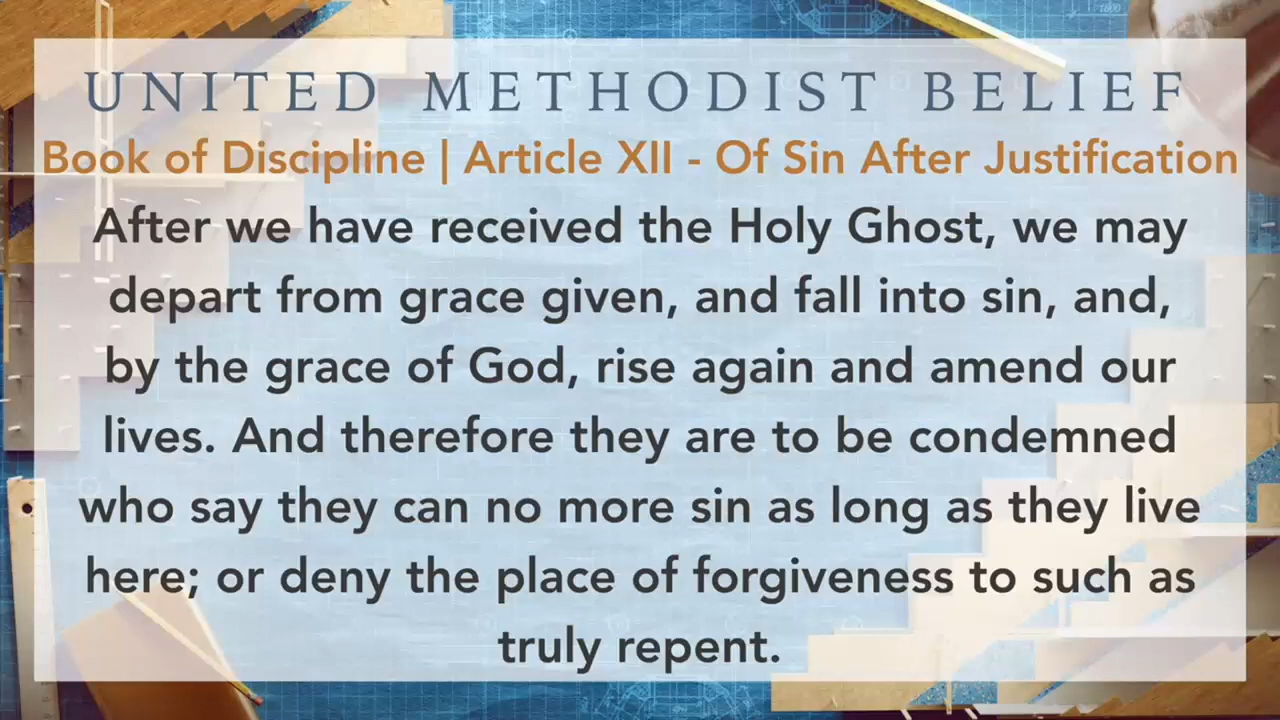 UNITED METHODIST BELIEF
Book of Discipline | Article XII - Of Sin After Justification
After we have received the Holy Ghost, we may
depart from grace given, and fall into sin, and,
by the grace of God, rise again and amend our
lives. And therefore they are to be condemned
who say they can no more sin as long as they live
here; or deny the place of forgiveness to such as
truly repent.